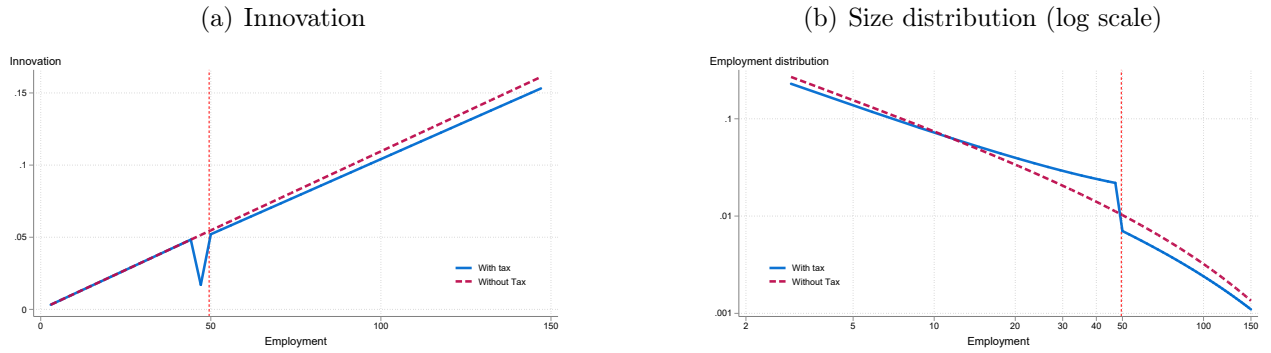 (a) Innovation
Innovation
.15
.1
.05
0
0
50
100
150
With tax
Without Tax
Employment
(b) Size distribution (log scale)
Employment distribution
.1
.01
.001
2
5
10
20
30
40
50
100
150
With tax
Without Tax
Employment